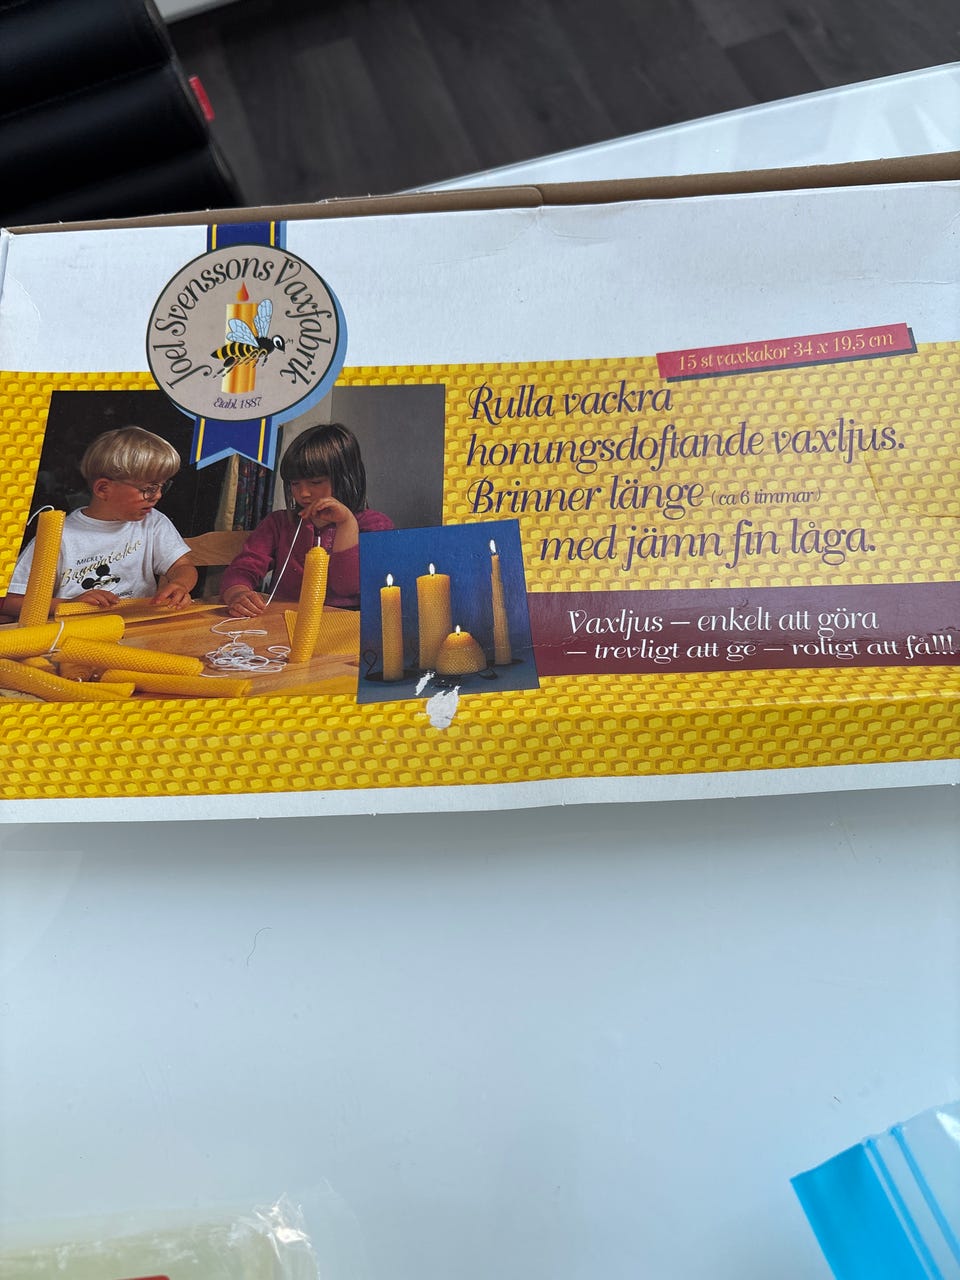 Joel Svenssons Vaxfabrik
Etabl. 1887
15 st vaxkakor 34 x 19,5 cm
Rulla vackra
honungsdoftande vaxljus.
Brinner länge (ca 6 timmar)
med jämn fin låga.
Vaxljus – enkelt att göra
– trevligt att ge – roligt att få!!!
MICKEY